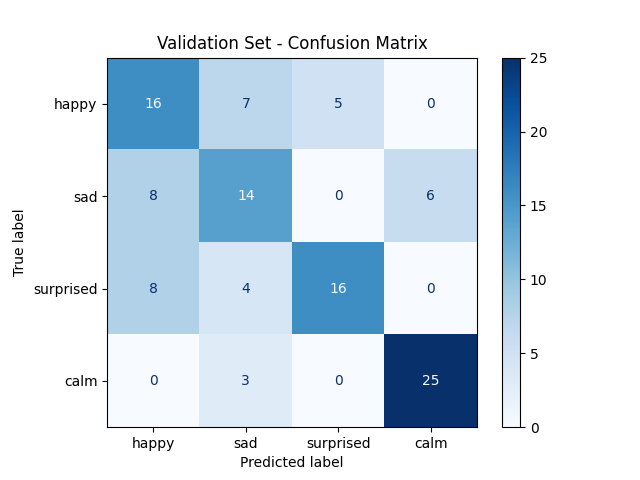 Validation Set - Confusion Matrix
True label
happy 16 7 5 0
sad 8 14 0 6
surprised 8 4 16 0
calm 0 3 0 25
happy sad surprised calm
Predicted label
25
20
15
10
5
0